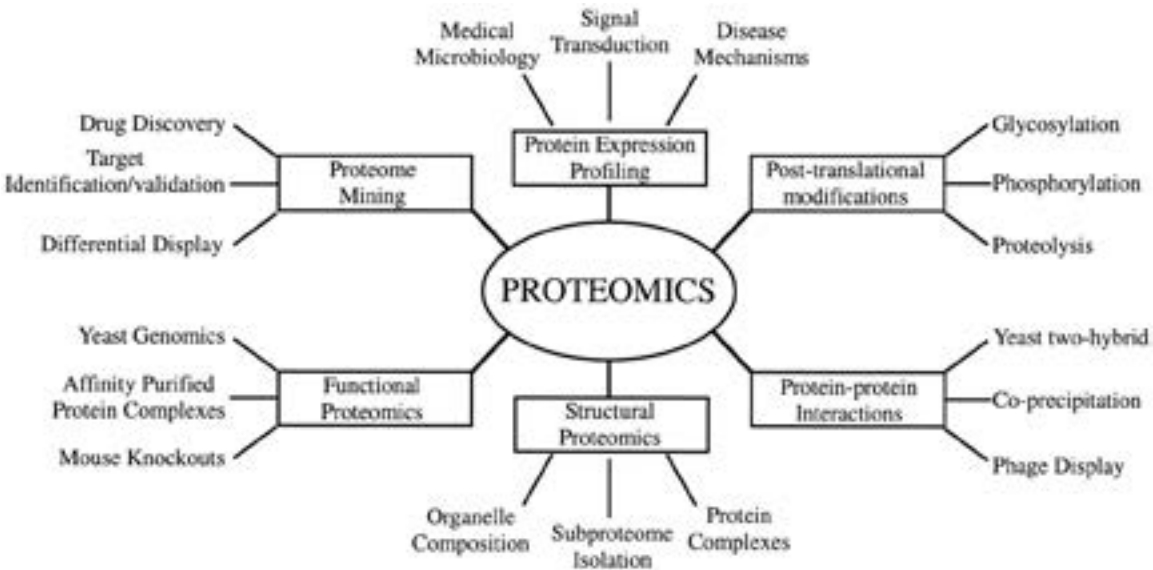 Medical
Microbiology
Signal
Transduction
Disease
Mechanisms
Drug Discovery
Target
Identification/validation
Differential Display
Proteome
Mining
Protein Expression
Profiling
Post-translational
modifications
Glycosylation
Phosphorylation
Proteolysis
PROTEOMICS
Yeast Genomics
Affinity Purified
Protein Complexes
Mouse Knockouts
Functional
Proteomics
Structural
Proteomics
Protein-protein
Interactions
Yeast two-hybrid
Co-precipitation
Phage Display
Organelle
Composition
Subproteome
Isolation
Protein
Complexes